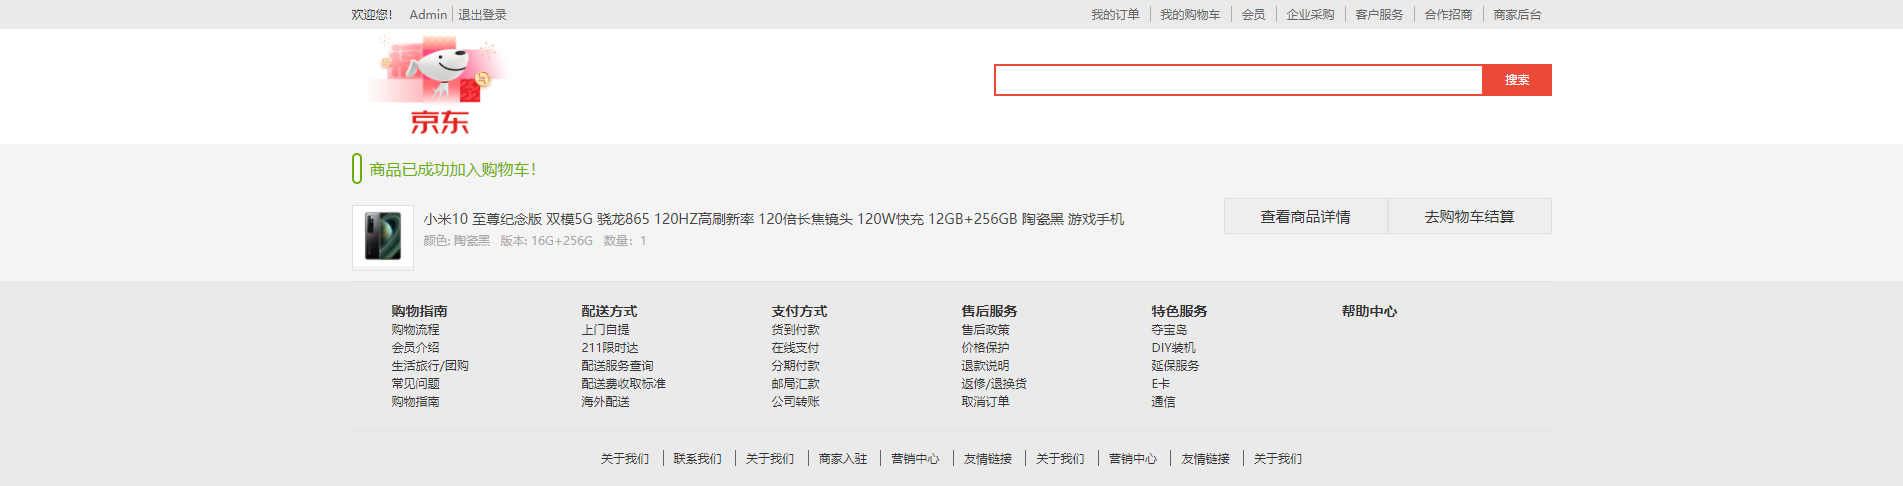 欢迎您! Admin 退出登录 我的订单 我的购物车 会员 企业采购 客户服务 合作招商 商家后台
京东
搜索
商品已成功加入购物车!
小米10 至尊纪念版 双模5G 骁龙865 120HZ高刷新率 120倍长焦镜头 120W快充 12GB+256GB 陶瓷黑 游戏手机
颜色: 陶瓷黑 版本: 16G+256G 数量: 1
查看商品详情 去购物车结算
购物指南
购物流程
会员介绍
生活旅行/团购
常见问题
购物指南
配送方式
上门自提
211限时达
配送服务查询
配送费收取标准
海外配送
支付方式
货到付款
在线支付
分期付款
邮局汇款
公司转账
售后服务
售后政策
价格保护
退款说明
返修/退换货
取消订单
特色服务
夺宝岛
DIY装机
延保服务
E卡
通信
帮助中心
关于我们 联系我们 关于我们 商家入驻 营销中心 友情链接 关于我们 营销中心 友情链接 关于我们